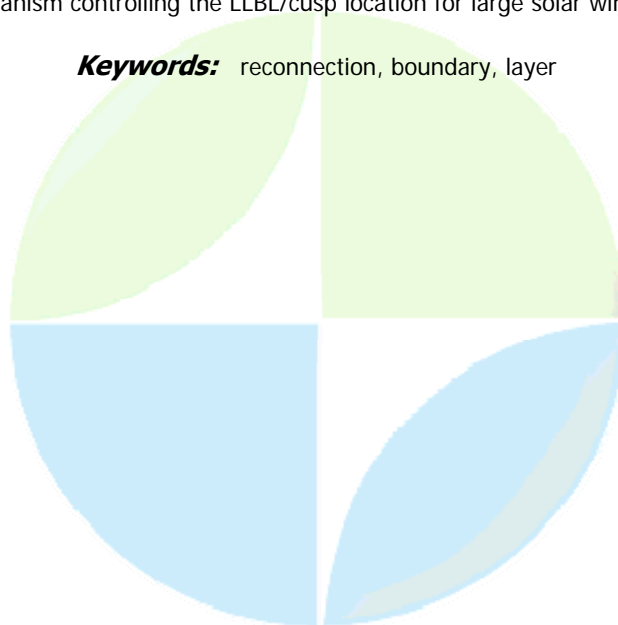 anism controlling the LLBL/cusp location for large solar win
Keywords: reconnection, boundary, layer